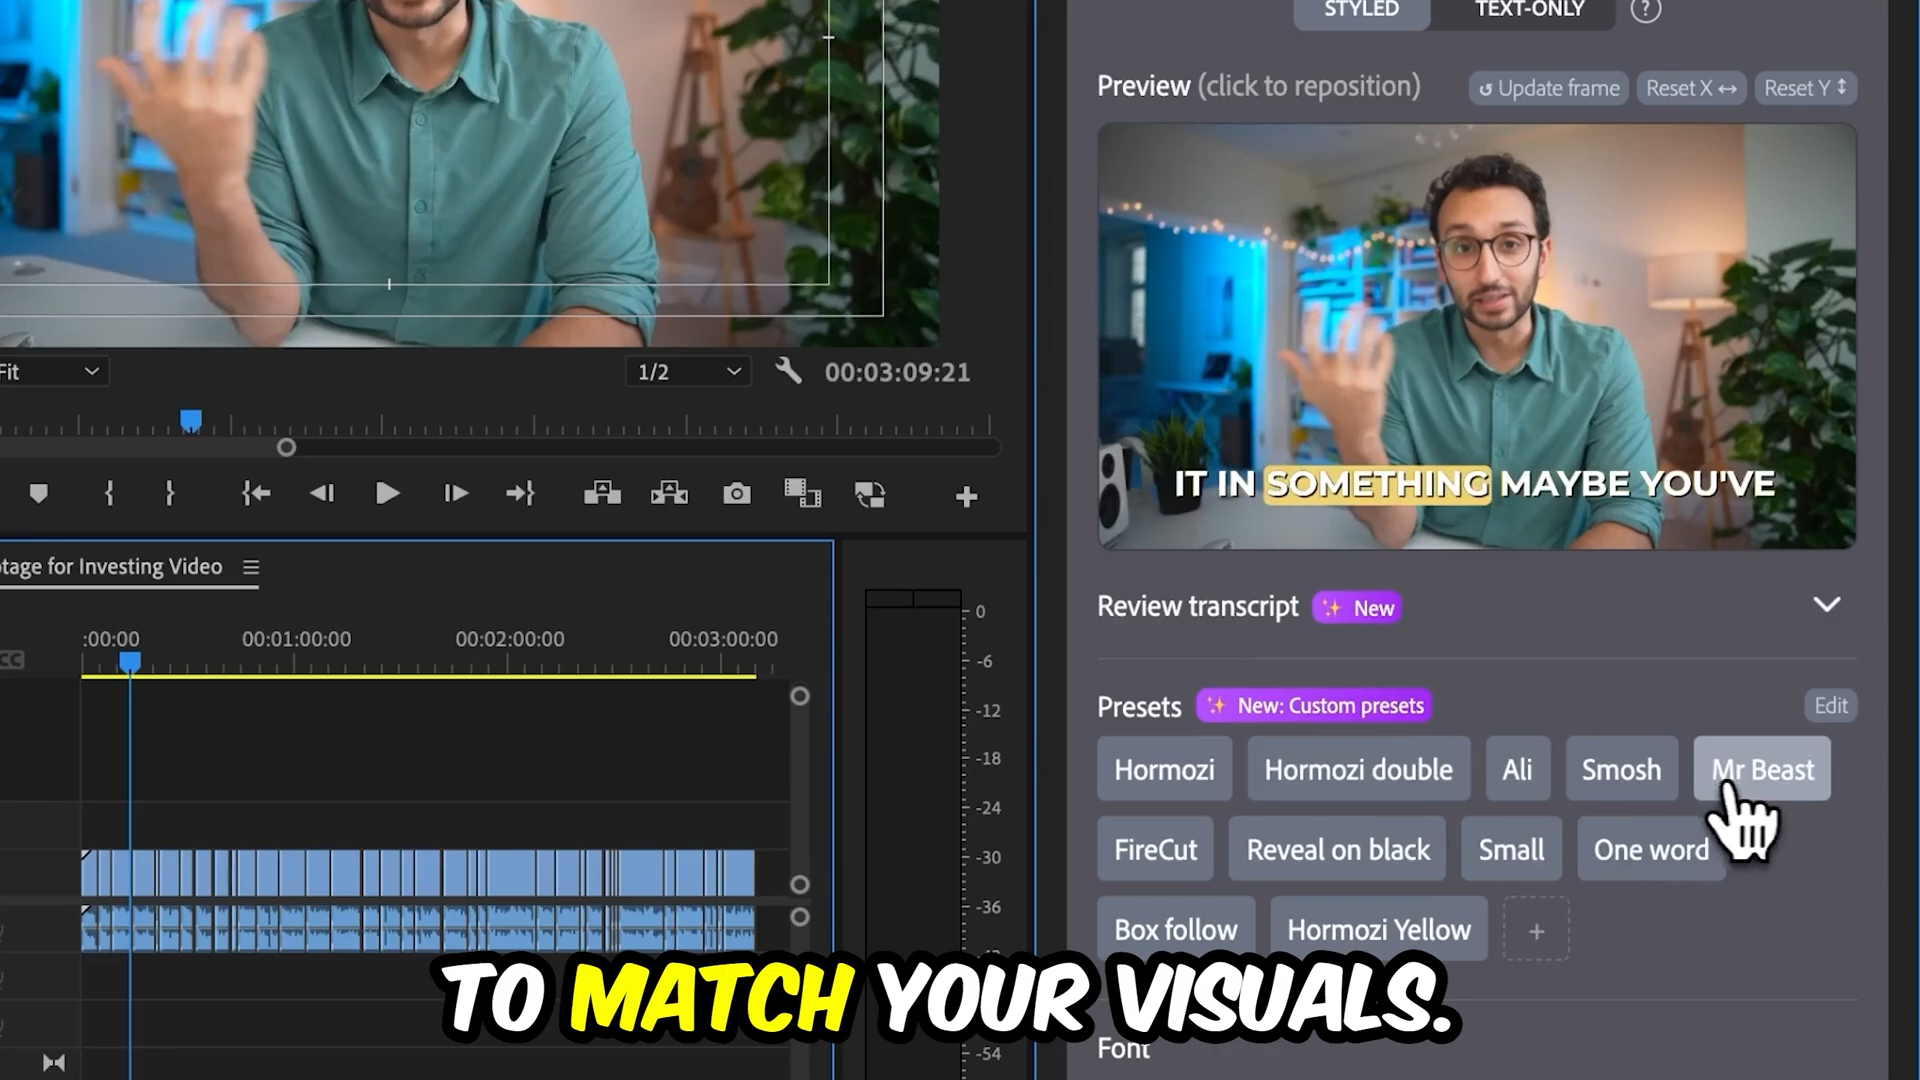 STYLED TEXT-ONLY ?
Preview (click to reposition) ↺ Update frame Reset X ↔ Reset Y ↕
IT IN SOMETHING MAYBE YOU'VE
Fit 1/2 00:03:09:21
tage for Investing Video
:00:00 00:01:00:00 00:02:00:00 00:03:00:00
0
-6
-12
-18
-24
-30
-36
-54
Review transcript New
Presets New: Custom presets Edit
Hormozi Hormozi double Ali Smosh Mr Beast
FireCut Reveal on black Small One word
Box follow Hormozi Yellow +
TO MATCH YOUR VISUALS.
Font